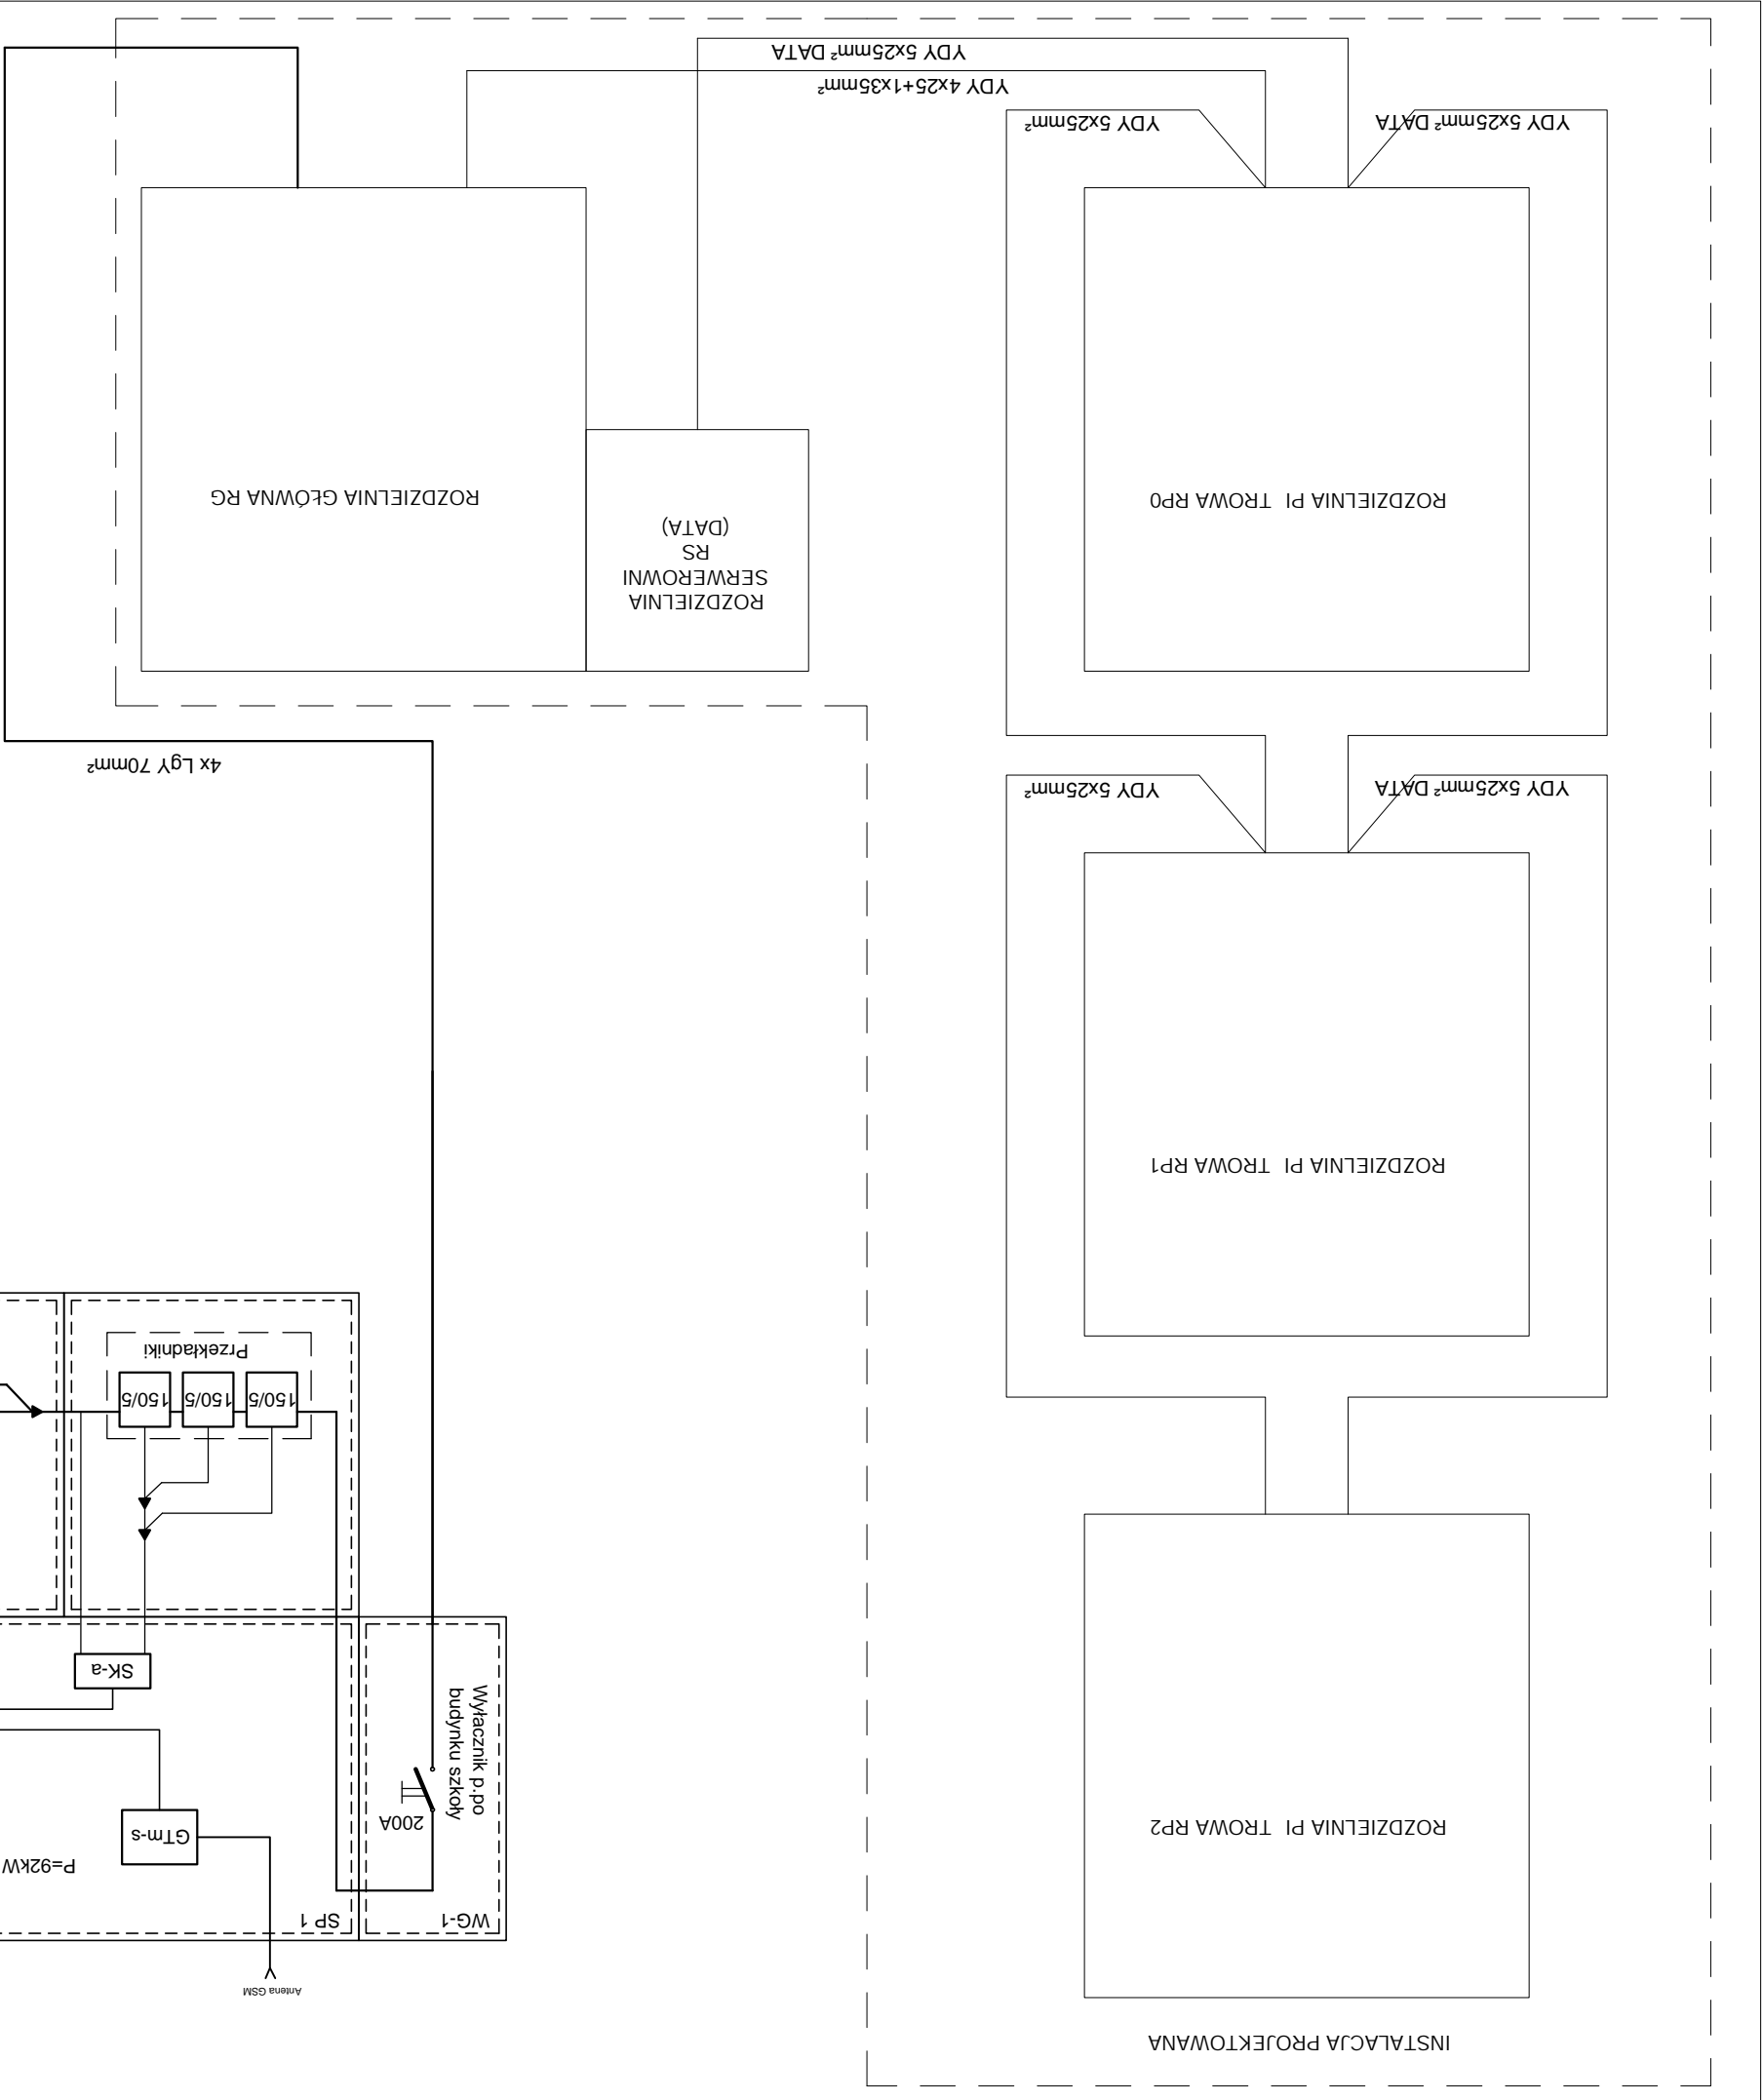 INSTALACJA PROJEKTOWANA
ROZDZIELNIA PI TROWA RP2
Antena GSM
WG-1
SP 1
P=92kW
GTm-s
200A
Wyłacznik p.po
budynku szkoły
SK-a
150/5
150/5
150/5
Przekładniki
ROZDZIELNIA PI TROWA RP1
YDY 5x25mm² DATA
YDY 5x25mm²
4x LgY 70mm²
ROZDZIELNIA
SERWEROWNI
RS
(DATA)
ROZDZIELNIA PI TROWA RP0
ROZDZIELNIA GŁÓWNA RG
YDY 5x25mm² DATA
YDY 5x25mm²
YDY 4x25+1x35mm²
YDY 5x25mm² DATA